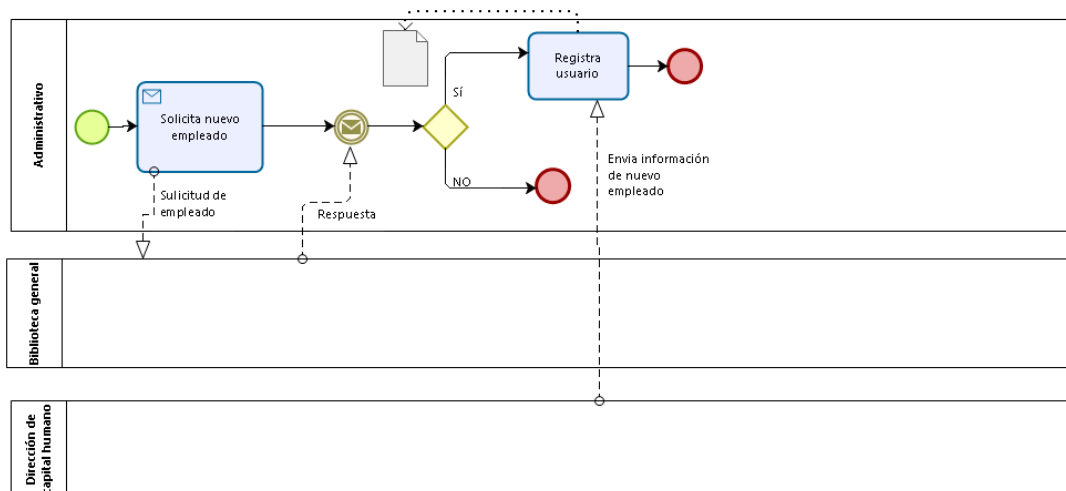 Administrativo
Solicita nuevo
empleado
Sulicitud de
empleado
Respuesta
Sí
NO
Registra
usuario
Envia información
de nuevo
empleado
Biblioteca general
Dirección de
capital humano